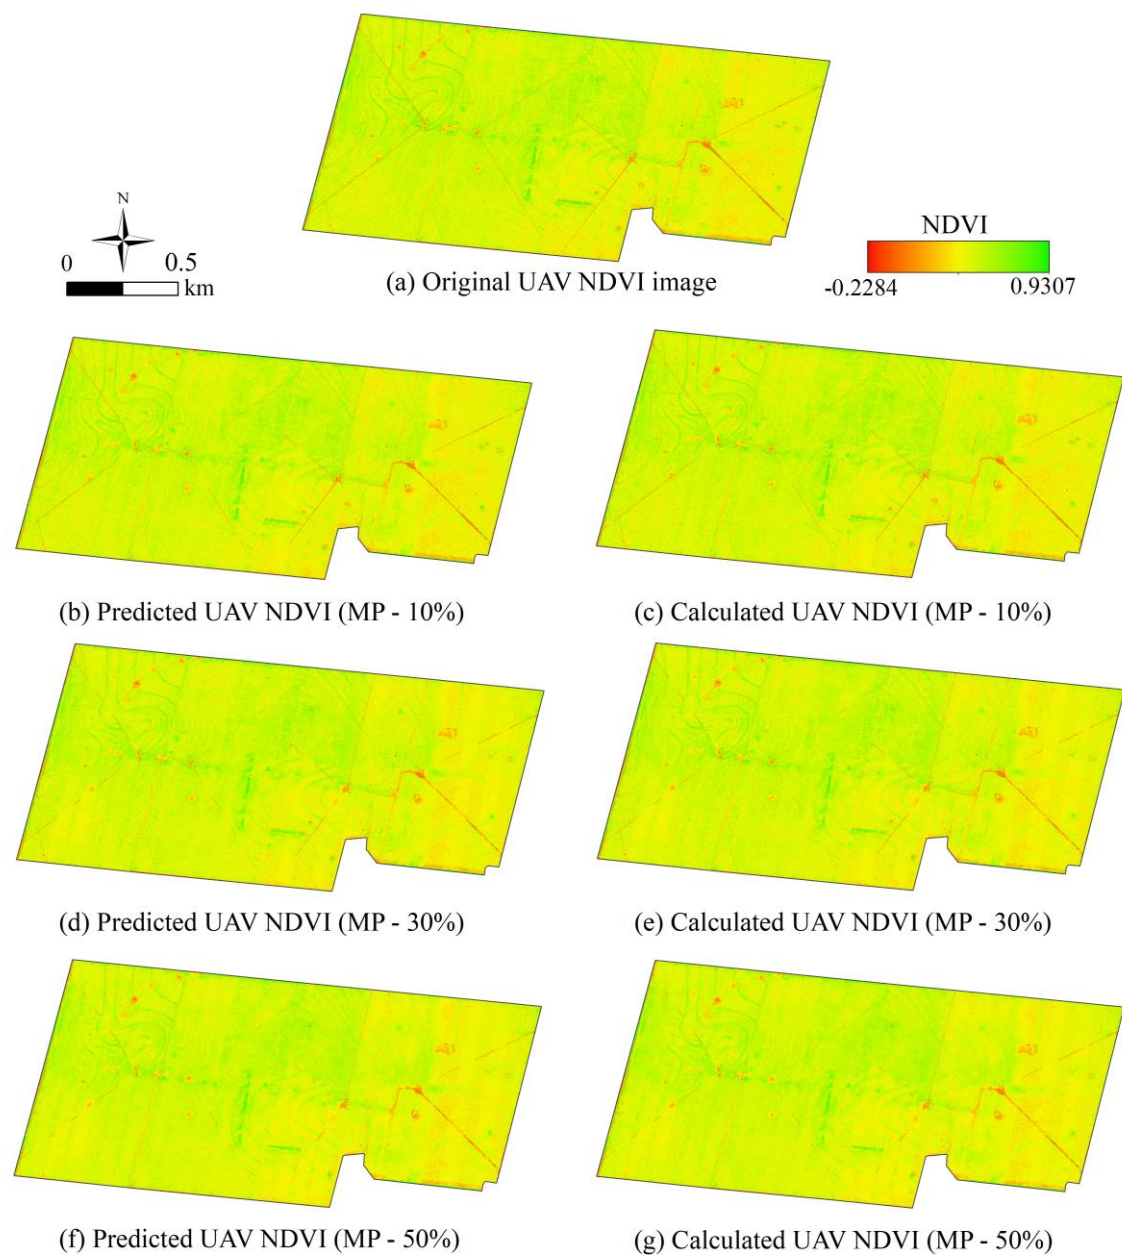 N
0 0.5
km
NDVI
-0.2284 0.9307
(a) Original UAV NDVI image
(b) Predicted UAV NDVI (MP - 10%)
(c) Calculated UAV NDVI (MP - 10%)
(d) Predicted UAV NDVI (MP - 30%)
(e) Calculated UAV NDVI (MP - 30%)
(f) Predicted UAV NDVI (MP - 50%)
(g) Calculated UAV NDVI (MP - 50%)